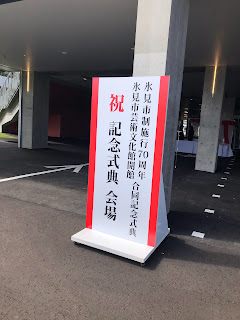 氷見市制施行70周年
氷見市芸術文化館開館
合同記念式典
祝
記念式典会場